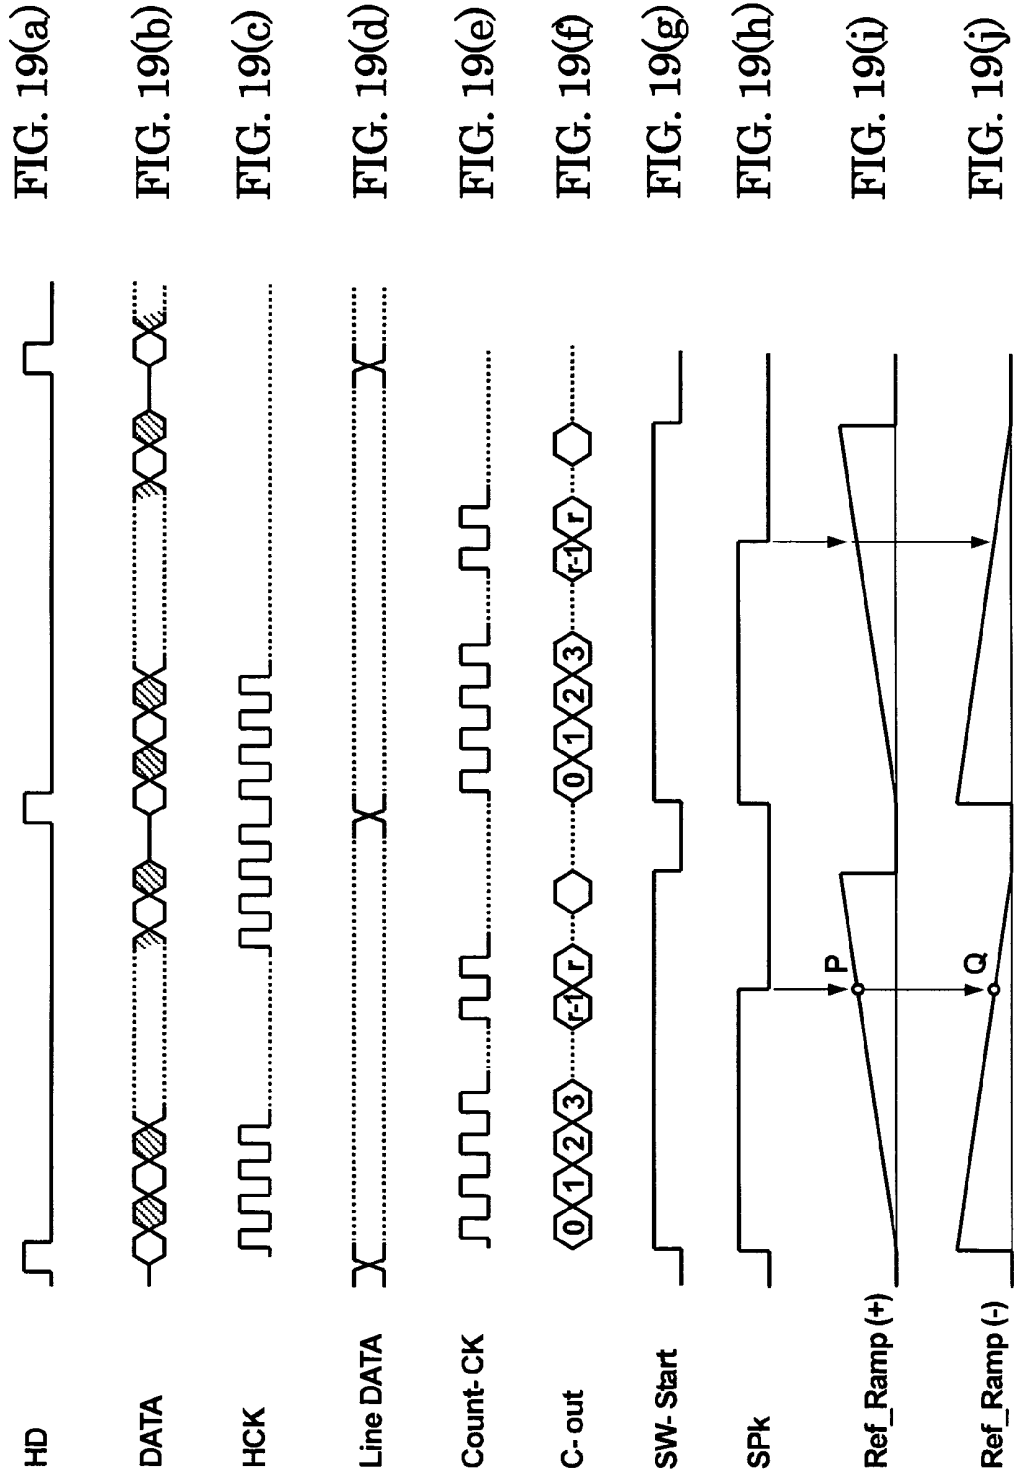 HD FIG. 19(a)
DATA FIG. 19(b)
HCK FIG. 19(c)
Line DATA FIG. 19(d)
Count-CK FIG. 19(e)
C-out 0 1 2 3 r-1 r 0 1 2 3 r-1 r FIG. 19(f)
SW-Start FIG. 19(g)
SPk FIG. 19(h)
P
Ref_Ramp (+) FIG. 19(i)
Q
Ref_Ramp (-) FIG. 19(j)